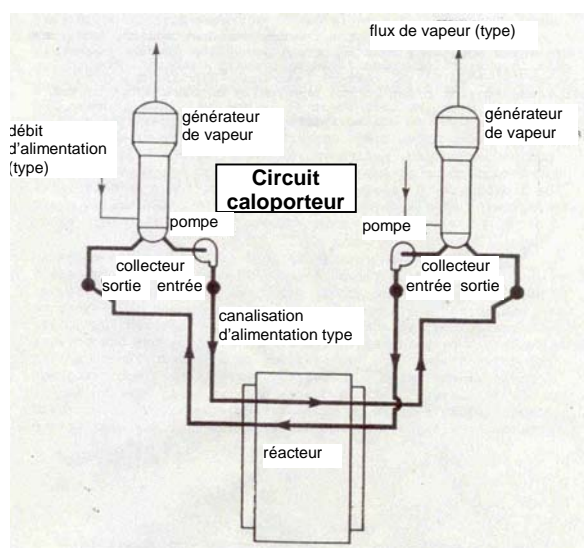 flux de vapeur (type)
générateur
de vapeur
générateur
de vapeur
débit
d'alimentation
(type)
Circuit
caloporteur
pompe
pompe
collecteur
sortie entrée
collecteur
entrée sortie
canalisation
d'alimentation type
réacteur